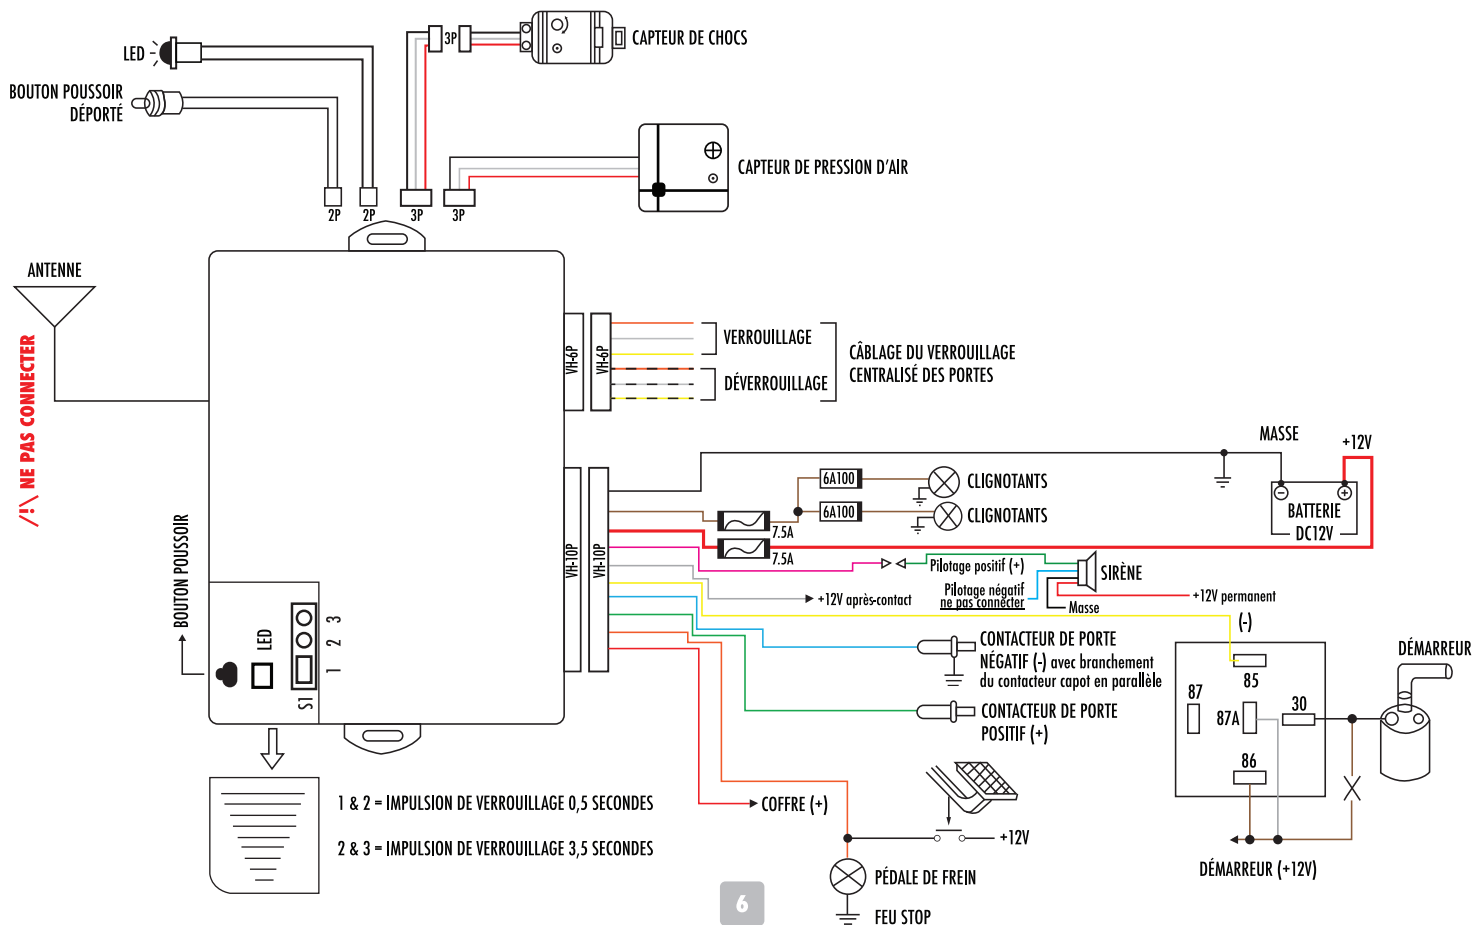 LED
BOUTON POUSSOIR
DÉPORTÉ
3P
CAPTEUR DE CHOCS
CAPTEUR DE PRESSION D'AIR
2P
2P
3P
3P
ANTENNE
/!\ NE PAS CONNECTER
VH-6P
VH-6P
VERROUILLAGE
DÉVERROUILLAGE
CÂBLAGE DU VERROUILLAGE
CENTRALISÉ DES PORTES
MASSE
+12V
BATTERIE
DC12V
6A100
CLIGNOTANTS
6A100
CLIGNOTANTS
7.5A
7.5A
VH-10P
VH-10P
Pilotage positif (+)
SIRÈNE
Pilotage négatif
ne pas connecter
Masse
+12V permanent
+12V après-contact
(-)
CONTACTEUR DE PORTE
NÉGATIF (-) avec branchement
du contacteur capot en parallèle
CONTACTEUR DE PORTE
POSITIF (+)
85
87
87A
30
86
DÉMARREUR
DÉMARREUR (+12V)
BOUTON POUSSOIR
LED
1 2 3
S1
1 & 2 = IMPULSION DE VERROUILLAGE 0,5 SECONDES
2 & 3 = IMPULSION DE VERROUILLAGE 3,5 SECONDES
COFFRE (+)
+12V
PÉDALE DE FREIN
FEU STOP
6